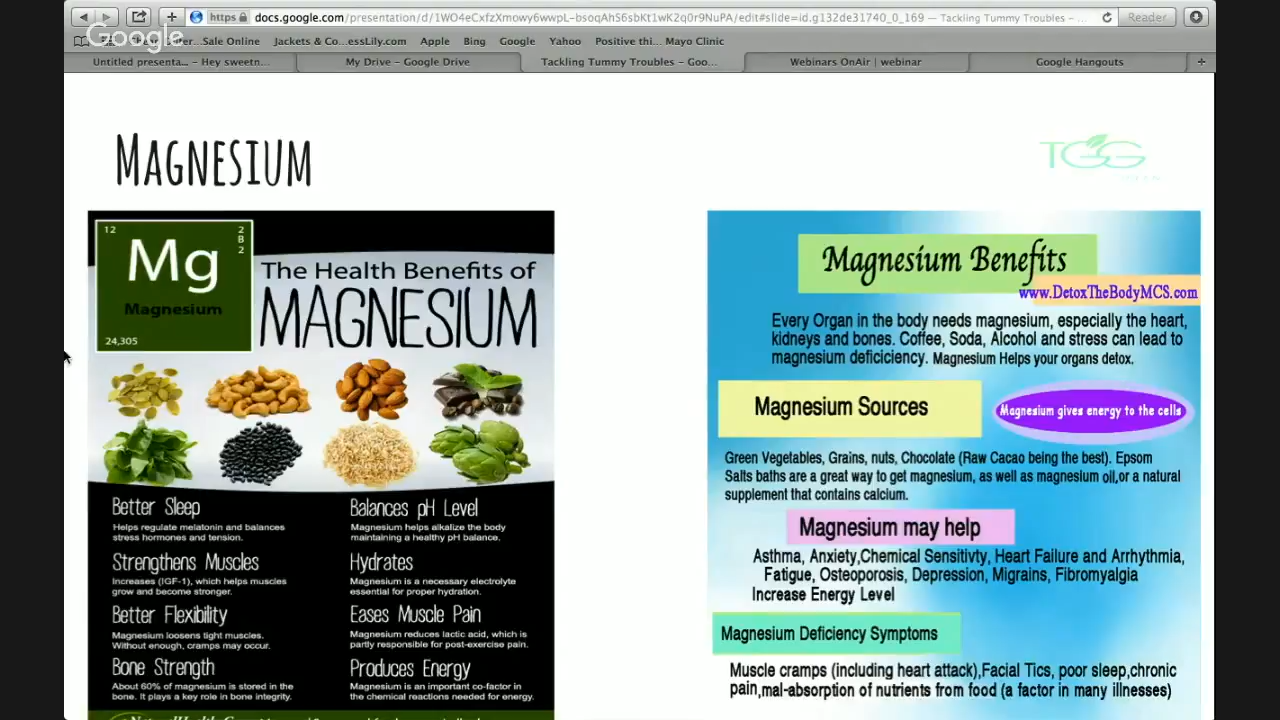 https docs.google.com/presentation/d/1WO4eCxfzXmowy6wwpL-bsoqAhS6sbKt1wK2q0r9NuPA/edit#slide=id.g132de31740_0_169 — Tackling Tummy Troubles – ...
Reader
Google
Sale Online
Jackets & Co...essLily.com
Apple
Bing
Google
Yahoo
Positive thi... Mayo Clinic
Untitled presenta... – Hey sweetn...
My Drive – Google Drive
Tackling Tummy Troubles – Goo...
Webinars OnAir | webinar
Google Hangouts
+
Magnesium
TGG
12
2
8
2
Mg
Magnesium
24,305
The Health Benefits of
MAGNESIUM
Better Sleep
Helps regulate melatonin and balances
stress hormones and tension.
Strengthens Muscles
Increases (IGF-1), which helps muscles
grow and become stronger.
Better Flexibility
Magnesium loosens tight muscles.
Without enough, cramps may occur.
Bone Strength
About 60% of magnesium is stored in the
bone. It plays a key role in bone integrity.
Balances pH Level
Magnesium helps alkalize the body
maintaining a healthy pH balance.
Hydrates
Magnesium is a necessary electrolyte
essential for proper hydration.
Eases Muscle Pain
Magnesium reduces lactic acid, which is
partly responsible for post-exercise pain.
Produces Energy
Magnesium is an important co-factor in
the chemical reactions needed for energy.
Magnesium Benefits
www.DetoxTheBodyMCS.com
Every Organ in the body needs magnesium, especially the heart,
kidneys and bones. Coffee, Soda, Alcohol and stress can lead to
magnesium deficiciency. Magnesium Helps your organs detox.
Magnesium Sources
Magnesium gives energy to the cells
Green Vegetables, Grains, nuts, Chocolate (Raw Cacao being the best). Epsom
Salts baths are a great way to get magnesium, as well as magnesium oil,or a natural
supplement that contains calcium.
Magnesium may help
Asthma, Anxiety,Chemical Sensitivty, Heart Failure and Arrhythmia,
Fatigue, Osteoporosis, Depression, Migrains, Fibromyalgia
Increase Energy Level
Magnesium Deficiency Symptoms
Muscle cramps (including heart attack),Facial Tics, poor sleep,chronic
pain,mal-absorption of nutrients from food (a factor in many illnesses)